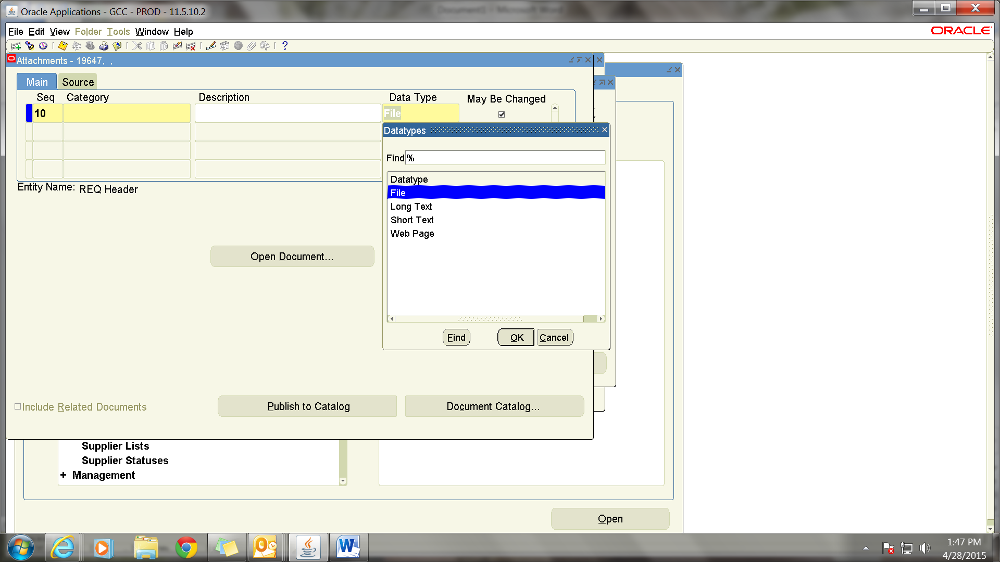 Oracle Applications - GCC - PROD - 11.5.10.2
Document1 - Microsoft Word
File Edit View Folder Tools Window Help
ORACLE
Attachments - 19647, ,
Main Source
Seq Category Description Data Type May Be Changed
10 File
Datatypes
Find %
Datatype
File
Long Text
Short Text
Web Page
Find OK Cancel
Entity Name: REQ Header
Open Document...
Include Related Documents
Publish to Catalog
Document Catalog...
Supplier Lists
Supplier Statuses
+ Management
Open
1:47 PM
4/28/2015